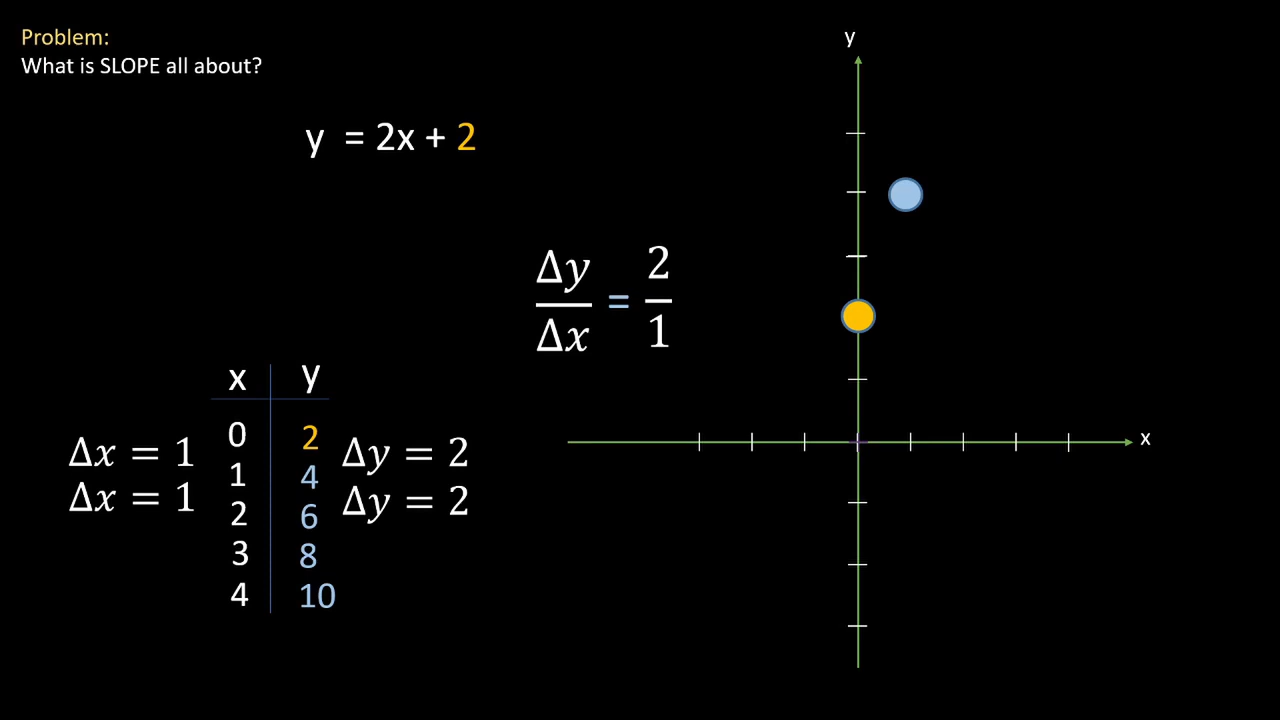 Problem:
What is SLOPE all about?
y = 2x + 2
Δy/Δx = 2/1
x y
0 2
1 4
2 6
3 8
4 10
Δx = 1
Δx = 1
Δy = 2
Δy = 2
y
x